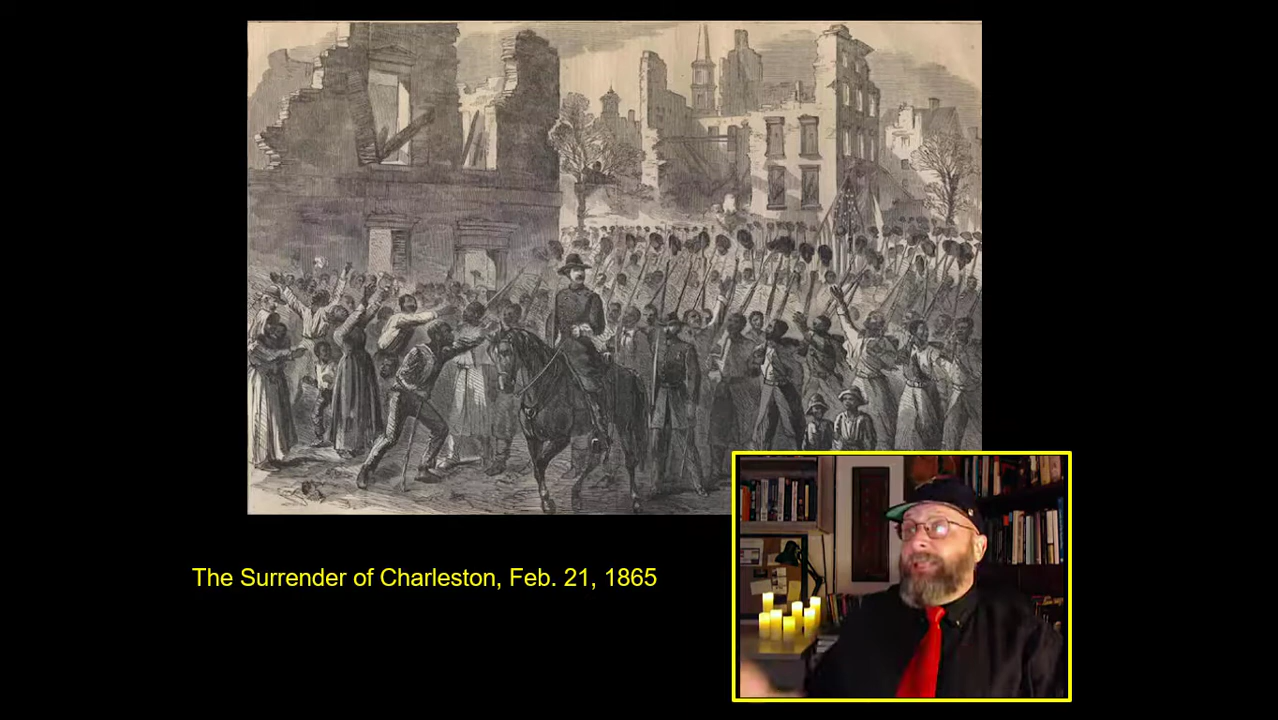 The Surrender of Charleston, Feb. 21, 1865